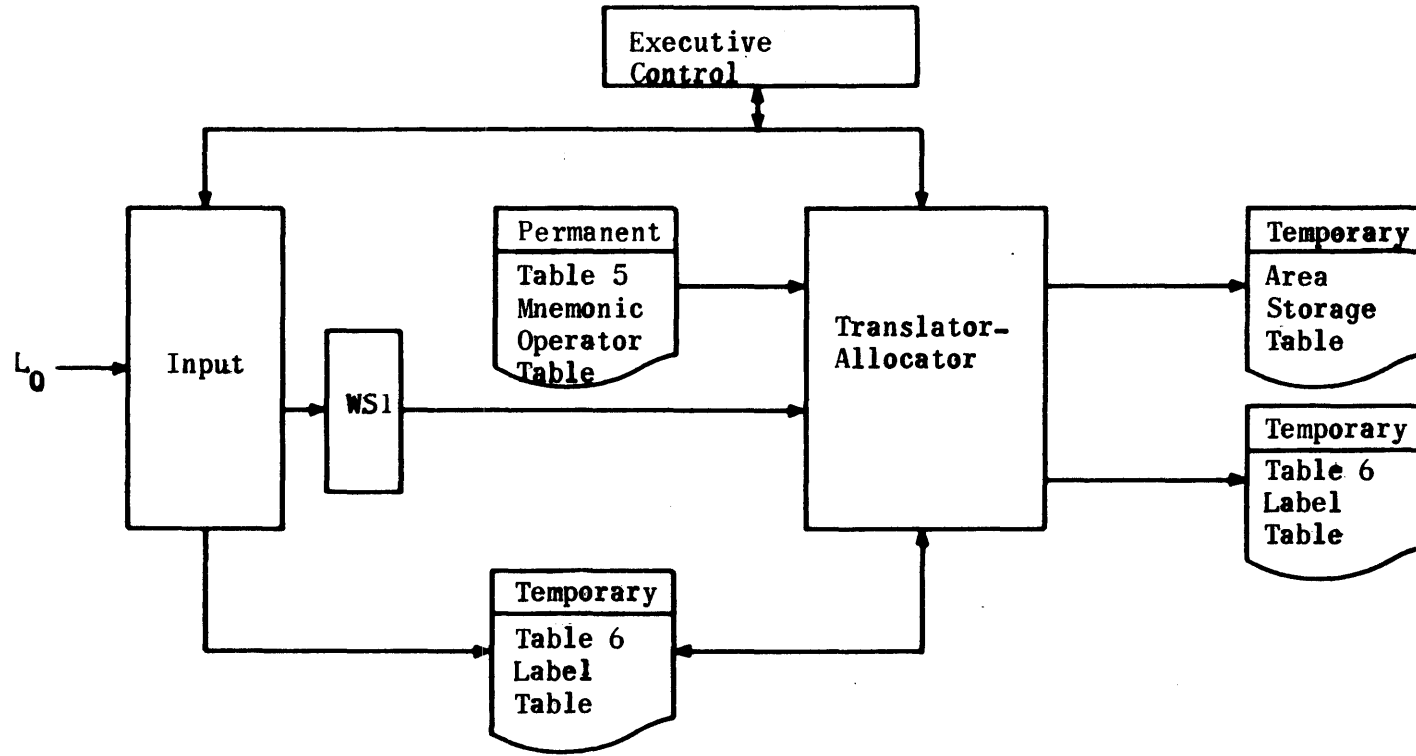 Executive
Control
Permanent
Table 5
Mnemonic
Operator
Table
Temporary
Area
Storage
Table
Translator-
Allocator
Input
L0
WS1
Temporary
Table 6
Label
Table
Temporary
Table 6
Label
Table